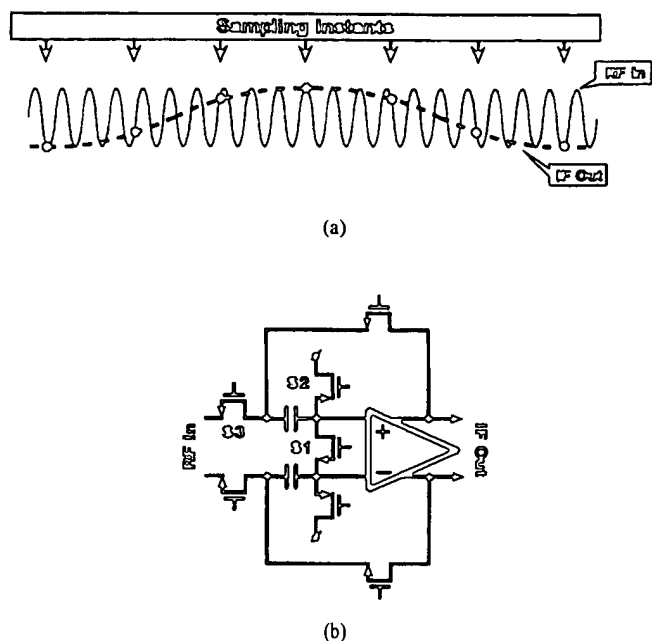 Sampling Instants
RF In
IF Out
(a)
S2
S3
S1
RF In
+
−
IF Out
(b)